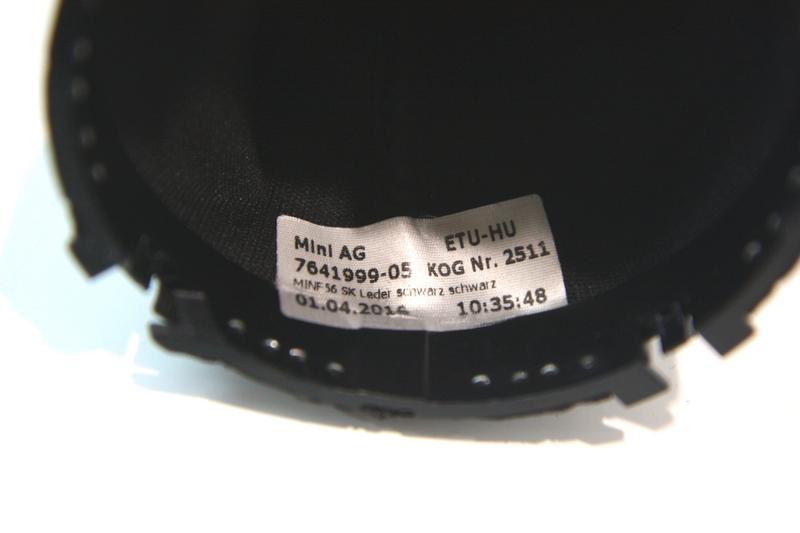 Mini AG ETU-HU
7641999-05 KOG Nr. 2511
MINF56 SK Leder schwarz schwarz
01.04.2014 10:35:48